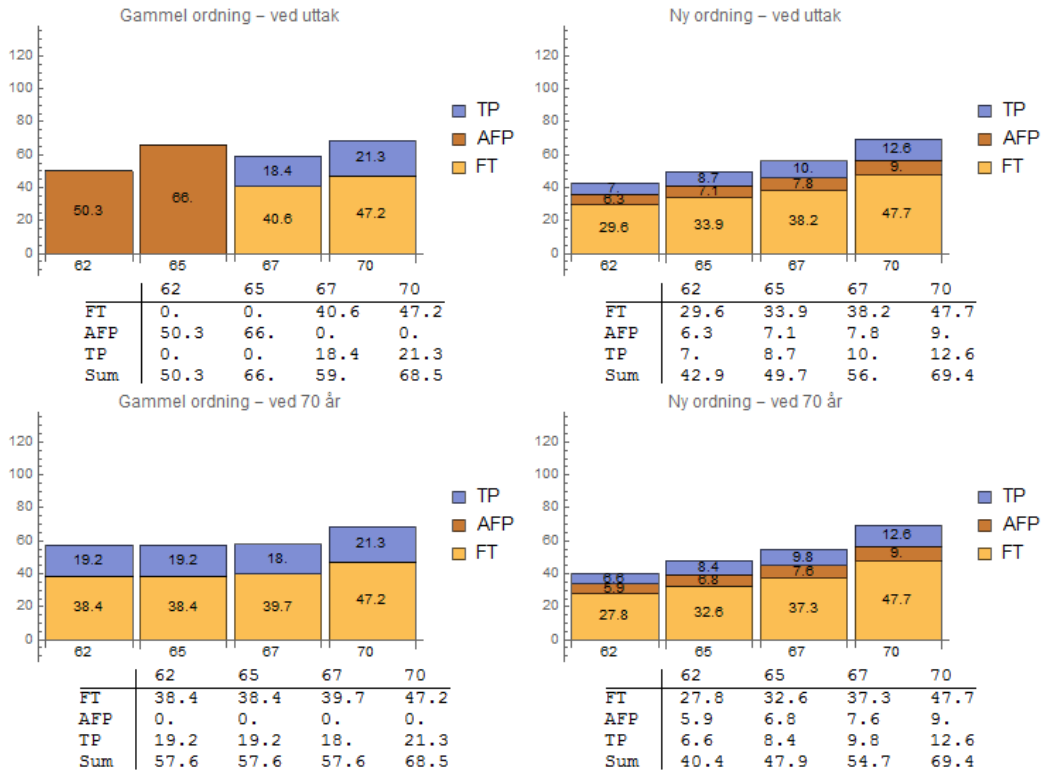 Gammel ordning – ved uttak
120
100
80
60
40
20
0
50.3
66.
18.4
40.6
21.3
47.2
62 65 67 70
TP
AFP
FT
62 65 67 70
FT 0. 0. 40.6 47.2
AFP 50.3 66. 0. 0.
TP 0. 0. 18.4 21.3
Sum 50.3 66. 59. 68.5
Ny ordning – ved uttak
120
100
80
60
40
20
0
7.
6.3
29.6
8.7
7.1
33.9
10.
7.8
38.2
12.6
9.
47.7
62 65 67 70
TP
AFP
FT
62 65 67 70
FT 29.6 33.9 38.2 47.7
AFP 6.3 7.1 7.8 9.
TP 7. 8.7 10. 12.6
Sum 42.9 49.7 56. 69.4
Gammel ordning – ved 70 år
120
100
80
60
40
20
0
19.2
38.4
19.2
38.4
18.
39.7
21.3
47.2
62 65 67 70
TP
AFP
FT
62 65 67 70
FT 38.4 38.4 39.7 47.2
AFP 0. 0. 0. 0.
TP 19.2 19.2 18. 21.3
Sum 57.6 57.6 57.6 68.5
Ny ordning – ved 70 år
120
100
80
60
40
20
0
6.6
5.9
27.8
8.4
6.8
32.6
9.8
7.6
37.3
12.6
9.
47.7
62 65 67 70
TP
AFP
FT
62 65 67 70
FT 27.8 32.6 37.3 47.7
AFP 5.9 6.8 7.6 9.
TP 6.6 8.4 9.8 12.6
Sum 40.4 47.9 54.7 69.4